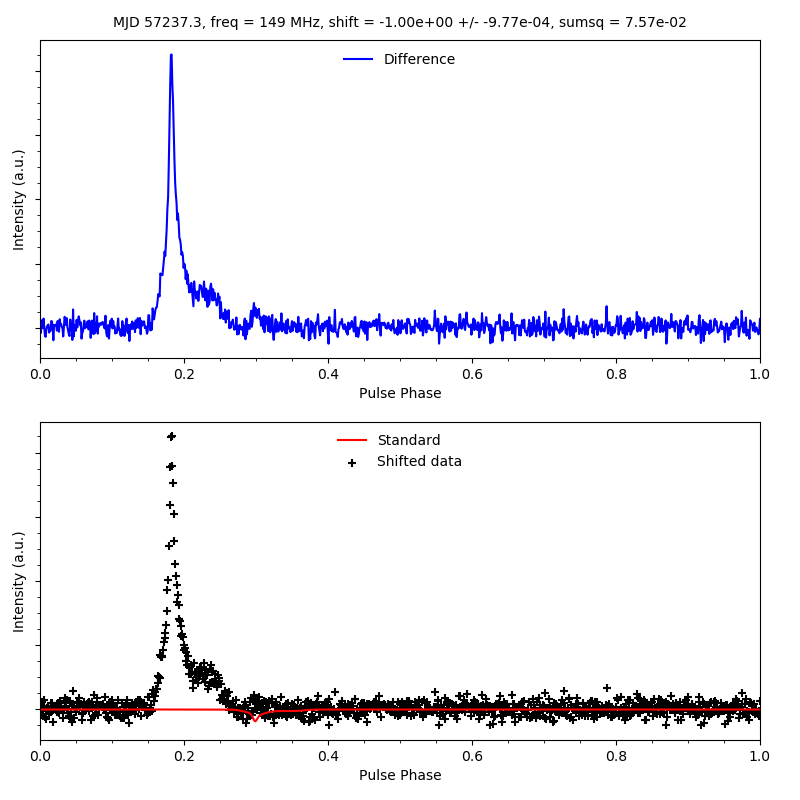 MJD 57237.3, freq = 149 MHz, shift = -1.00e+00 +/- -9.77e-04, sumsq = 7.57e-02
Difference
Intensity (a.u.)
0.0 0.2 0.4 0.6 0.8 1.0
Pulse Phase
Standard
Shifted data
Intensity (a.u.)
0.0 0.2 0.4 0.6 0.8 1.0
Pulse Phase